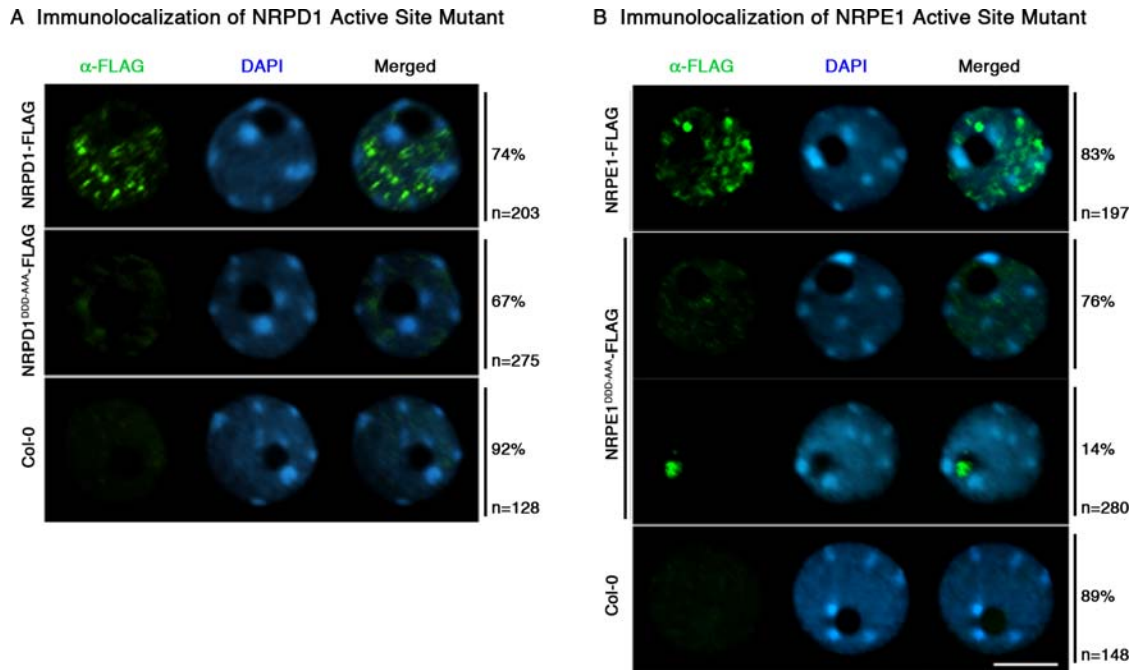 A Immunolocalization of NRPD1 Active Site Mutant
α-FLAG DAPI Merged
NRPD1-FLAG
74%
n=203
NRPD1DDD-AAA-FLAG
67%
n=275
Col-0
92%
n=128
B Immunolocalization of NRPE1 Active Site Mutant
α-FLAG DAPI Merged
NRPE1-FLAG
83%
n=197
NRPE1DDD-AAA-FLAG
76%
14%
n=280
Col-0
89%
n=148